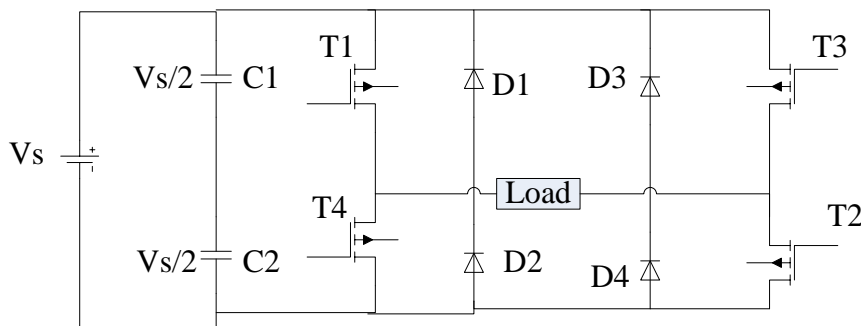 T1
T3
Vs/2
C1
D1
D3
Vs
+
-
Load
T4
T2
Vs/2
C2
D2
D4